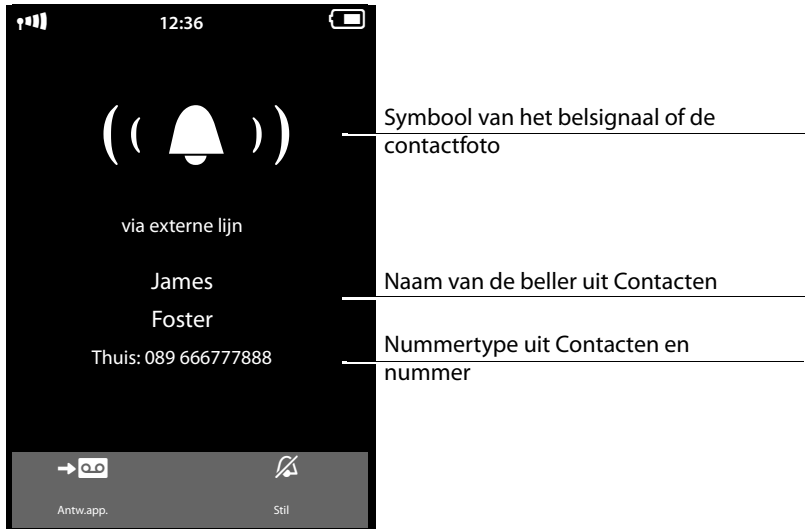 12:36
Symbool van het belsignaal of de
contactfoto
via externe lijn
James
Naam van de beller uit Contacten
Foster
Thuis: 089 666777888
Nummertype uit Contacten en
nummer
Antw.app.
Stil